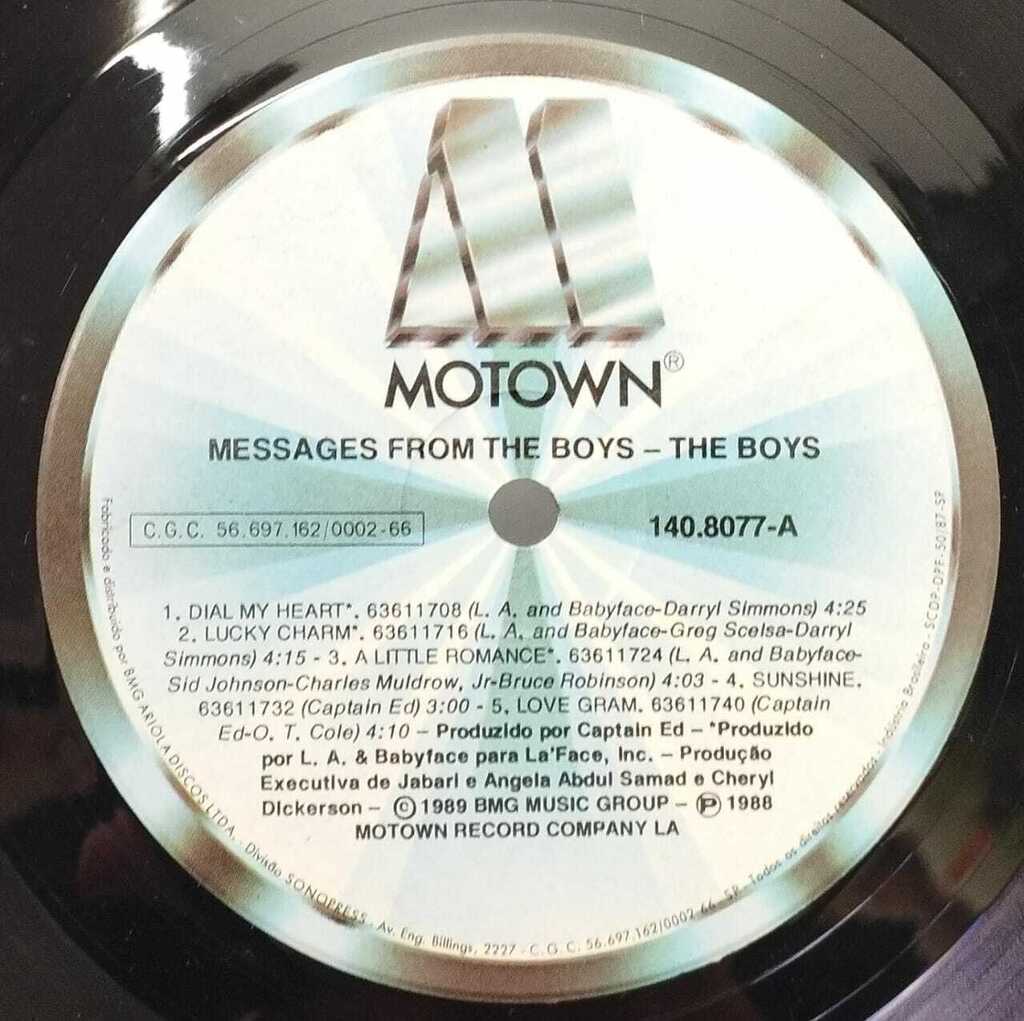 MOTOWN®
MESSAGES FROM THE BOYS – THE BOYS
C.G.C. 56.697.162/0002-66
140.8077-A
1. DIAL MY HEART*. 63611708 (L. A. and Babyface-Darryl Simmons) 4:25
2. LUCKY CHARM*. 63611716 (L. A. and Babyface-Greg Scelsa-Darryl
Simmons) 4:15 - 3. A LITTLE ROMANCE*. 63611724 (L. A. and Babyface-
Sid Johnson-Charles Muldrow, Jr-Bruce Robinson) 4:03 - 4. SUNSHINE.
63611732 (Captain Ed) 3:00 - 5. LOVE GRAM. 63611740 (Captain
Ed-O. T. Cole) 4:10 – Produzido por Captain Ed – *Produzido
por L. A. & Babyface para La'Face, Inc. – Produção
Executiva de Jabari e Angela Abdul Samad e Cheryl
Dickerson – © 1989 BMG MUSIC GROUP – ℗ 1988
MOTOWN RECORD COMPANY LA
Fabricado e distribuido por BMG ARIOLA DISCOS LTDA. - Divisão SONOPRESS - Av. Eng. Billings, 2227 - C.G.C. 56.697.162/0002-66 - SP - Todos os direitos reservados. Industria Brasileira - SCDP-DPF-50/87-SP